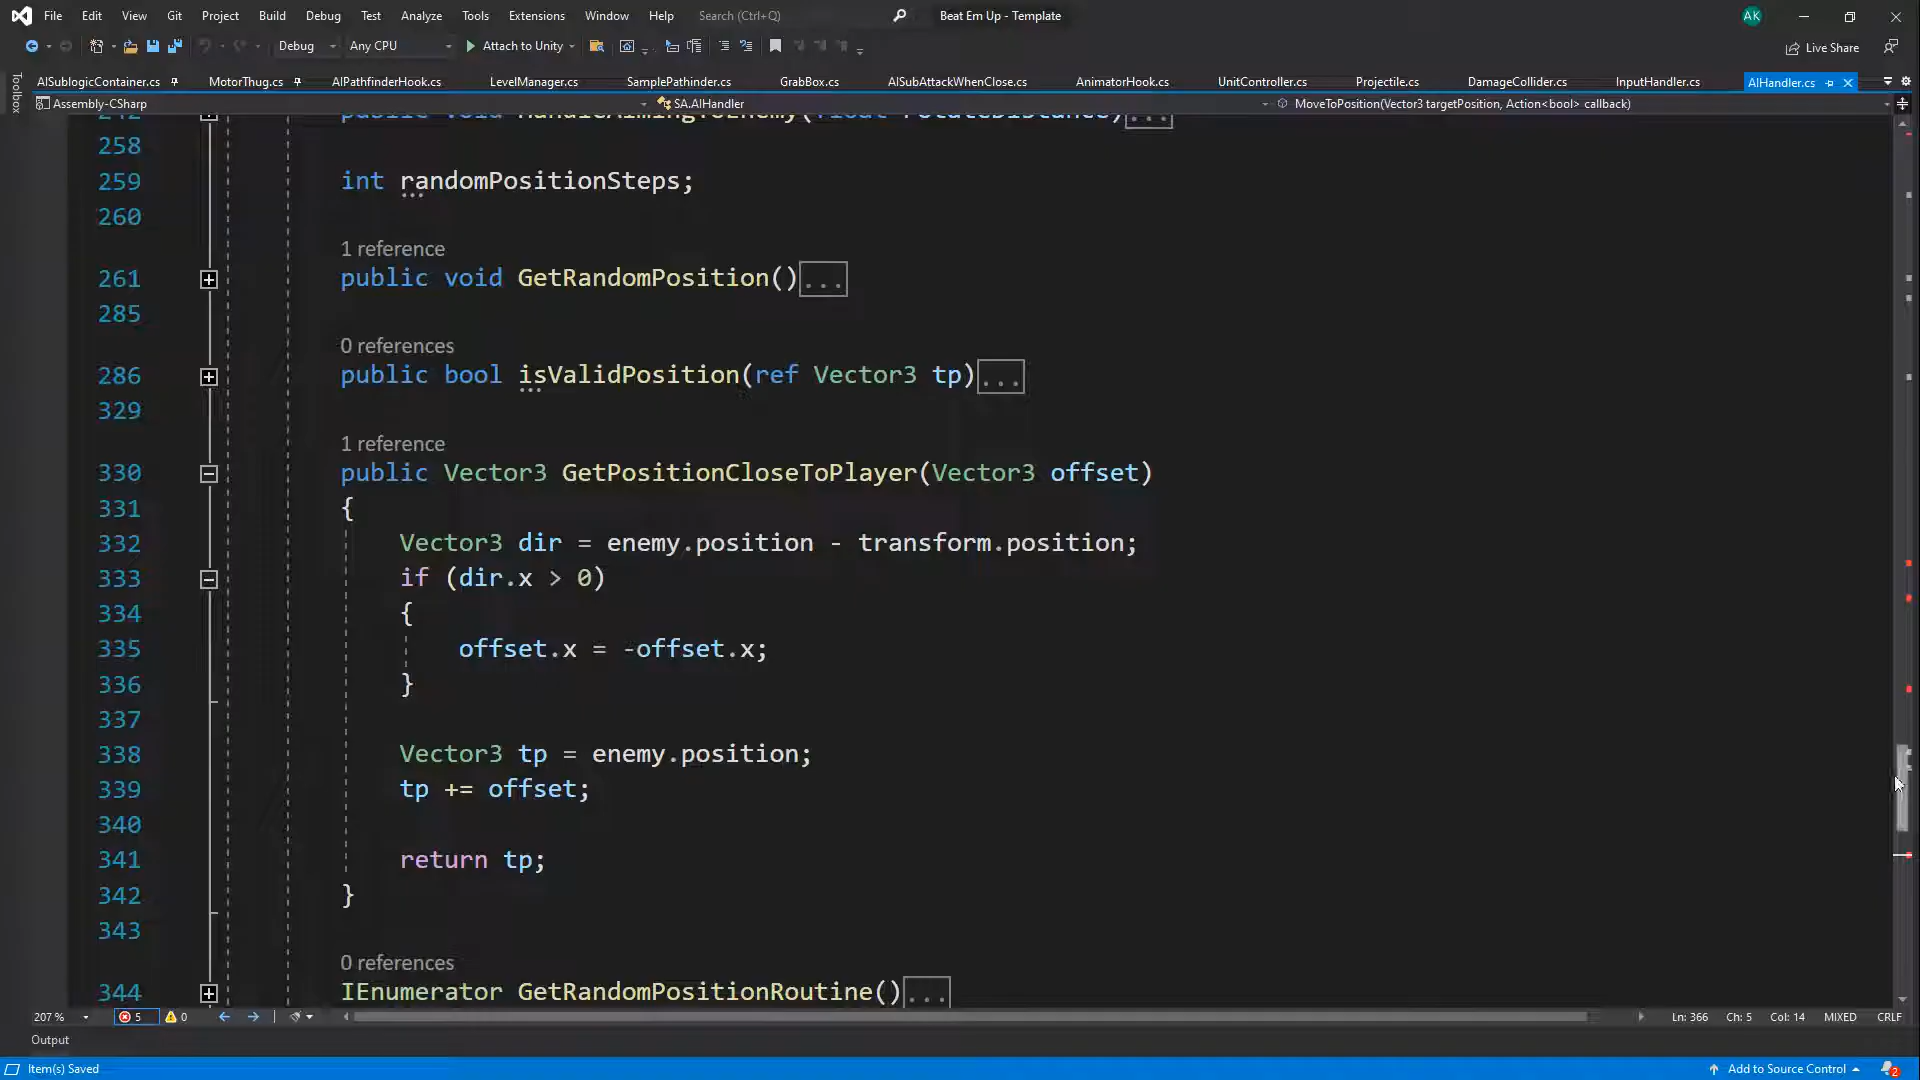 File Edit View Git Project Build Debug Test Analyze Tools Extensions Window Help Search (Ctrl+Q) Beat Em Up - Template AK
Debug Any CPU Attach to Unity Live Share
Toolbox
AISublogicContainer.cs MotorThug.cs AIPathfinderHook.cs LevelManager.cs SamplePathinder.cs GrabBox.cs AISubAttackWhenClose.cs AnimatorHook.cs UnitController.cs Projectile.cs DamageCollider.cs InputHandler.cs AIHandler.cs
Assembly-CSharp SA.AIHandler MoveToPosition(Vector3 targetPosition, Action<bool> callback)
242 public void HandleAimingToEnemy(float rotateDistance)...
258
259 int randomPositionSteps;
260
1 reference
261 public void GetRandomPosition()...
285
0 references
286 public bool isValidPosition(ref Vector3 tp)...
329
1 reference
330 public Vector3 GetPositionCloseToPlayer(Vector3 offset)
331 {
332 Vector3 dir = enemy.position - transform.position;
333 if (dir.x > 0)
334 {
335 offset.x = -offset.x;
336 }
337
338 Vector3 tp = enemy.position;
339 tp += offset;
340
341 return tp;
342 }
343
0 references
344 IEnumerator GetRandomPositionRoutine()...
207 % 5 0 Ln: 366 Ch: 5 Col: 14 MIXED CRLF
Output
Item(s) Saved Add to Source Control 2